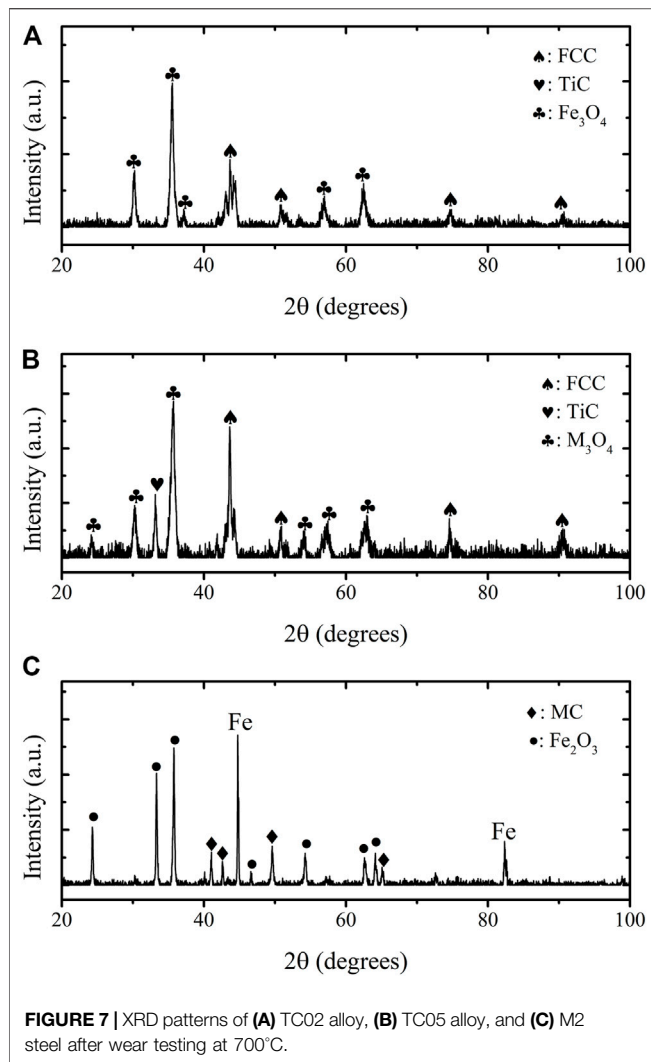 A
Intensity (a.u.)
♠: FCC
♥: TiC
♣: Fe₃O₄
20 40 60 80 100
2θ (degrees)
B
Intensity (a.u.)
♠: FCC
♥: TiC
♣: M₃O₄
20 40 60 80 100
2θ (degrees)
C
Intensity (a.u.)
Fe
Fe
♦: MC
●: Fe₂O₃
20 40 60 80 100
2θ (degrees)
FIGURE 7 | XRD patterns of (A) TC02 alloy, (B) TC05 alloy, and (C) M2
steel after wear testing at 700°C.